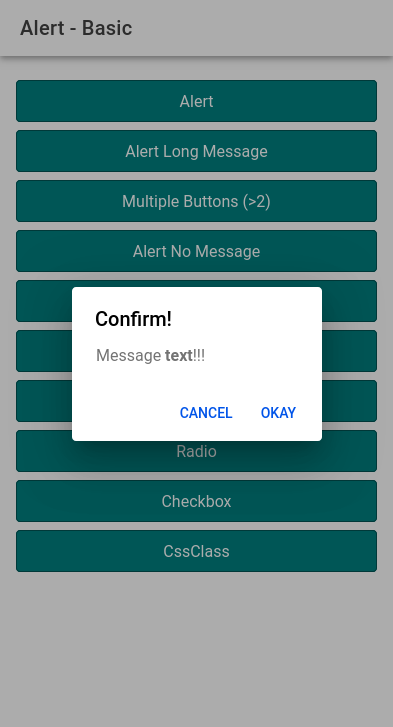 Alert - Basic
Alert
Alert Long Message
Multiple Buttons (>2)
Alert No Message
Confirm!
Message text!!!
CANCEL OKAY
Radio
Checkbox
CssClass